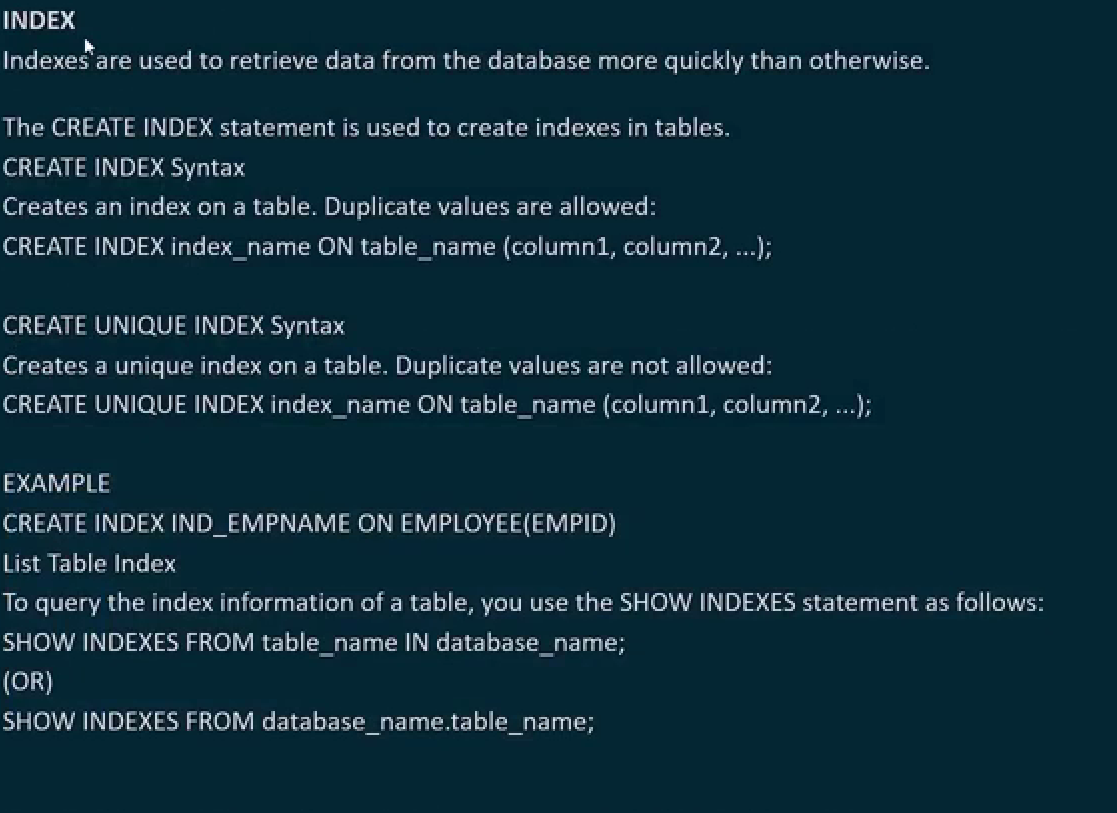 INDEX
Indexes are used to retrieve data from the database more quickly than otherwise.
The CREATE INDEX statement is used to create indexes in tables.
CREATE INDEX Syntax
Creates an index on a table. Duplicate values are allowed:
CREATE INDEX index_name ON table_name (column1, column2, ...);
CREATE UNIQUE INDEX Syntax
Creates a unique index on a table. Duplicate values are not allowed:
CREATE UNIQUE INDEX index_name ON table_name (column1, column2, ...);
EXAMPLE
CREATE INDEX IND_EMPNAME ON EMPLOYEE(EMPID)
List Table Index
To query the index information of a table, you use the SHOW INDEXES statement as follows:
SHOW INDEXES FROM table_name IN database_name;
(OR)
SHOW INDEXES FROM database_name.table_name;